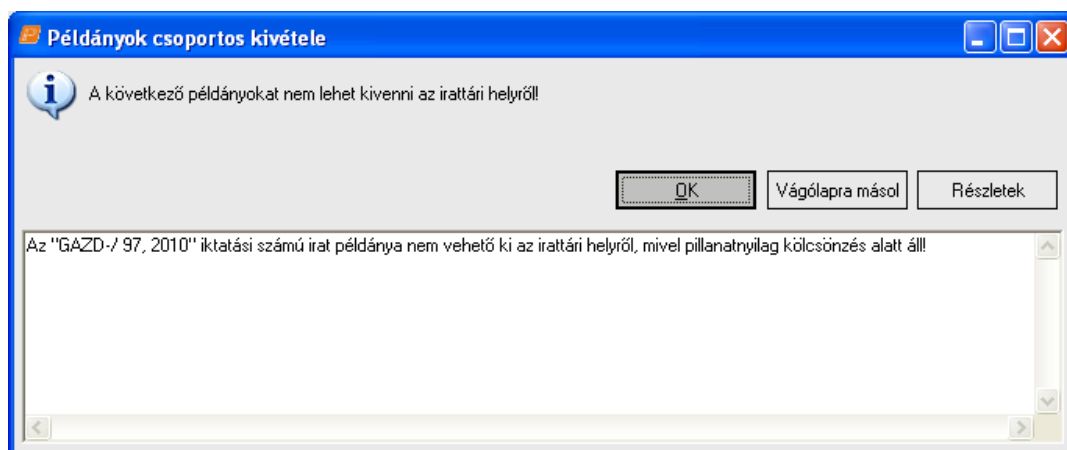 Példányok csoportos kivétele
A következő példányokat nem lehet kivenni az irattári helyről!
OK
Vágólapra másol
Részletek
Az "GAZD-/ 97, 2010" iktatási számú irat példánya nem vehető ki az irattári helyről, mivel pillanatnyilag kölcsönzés alatt áll!